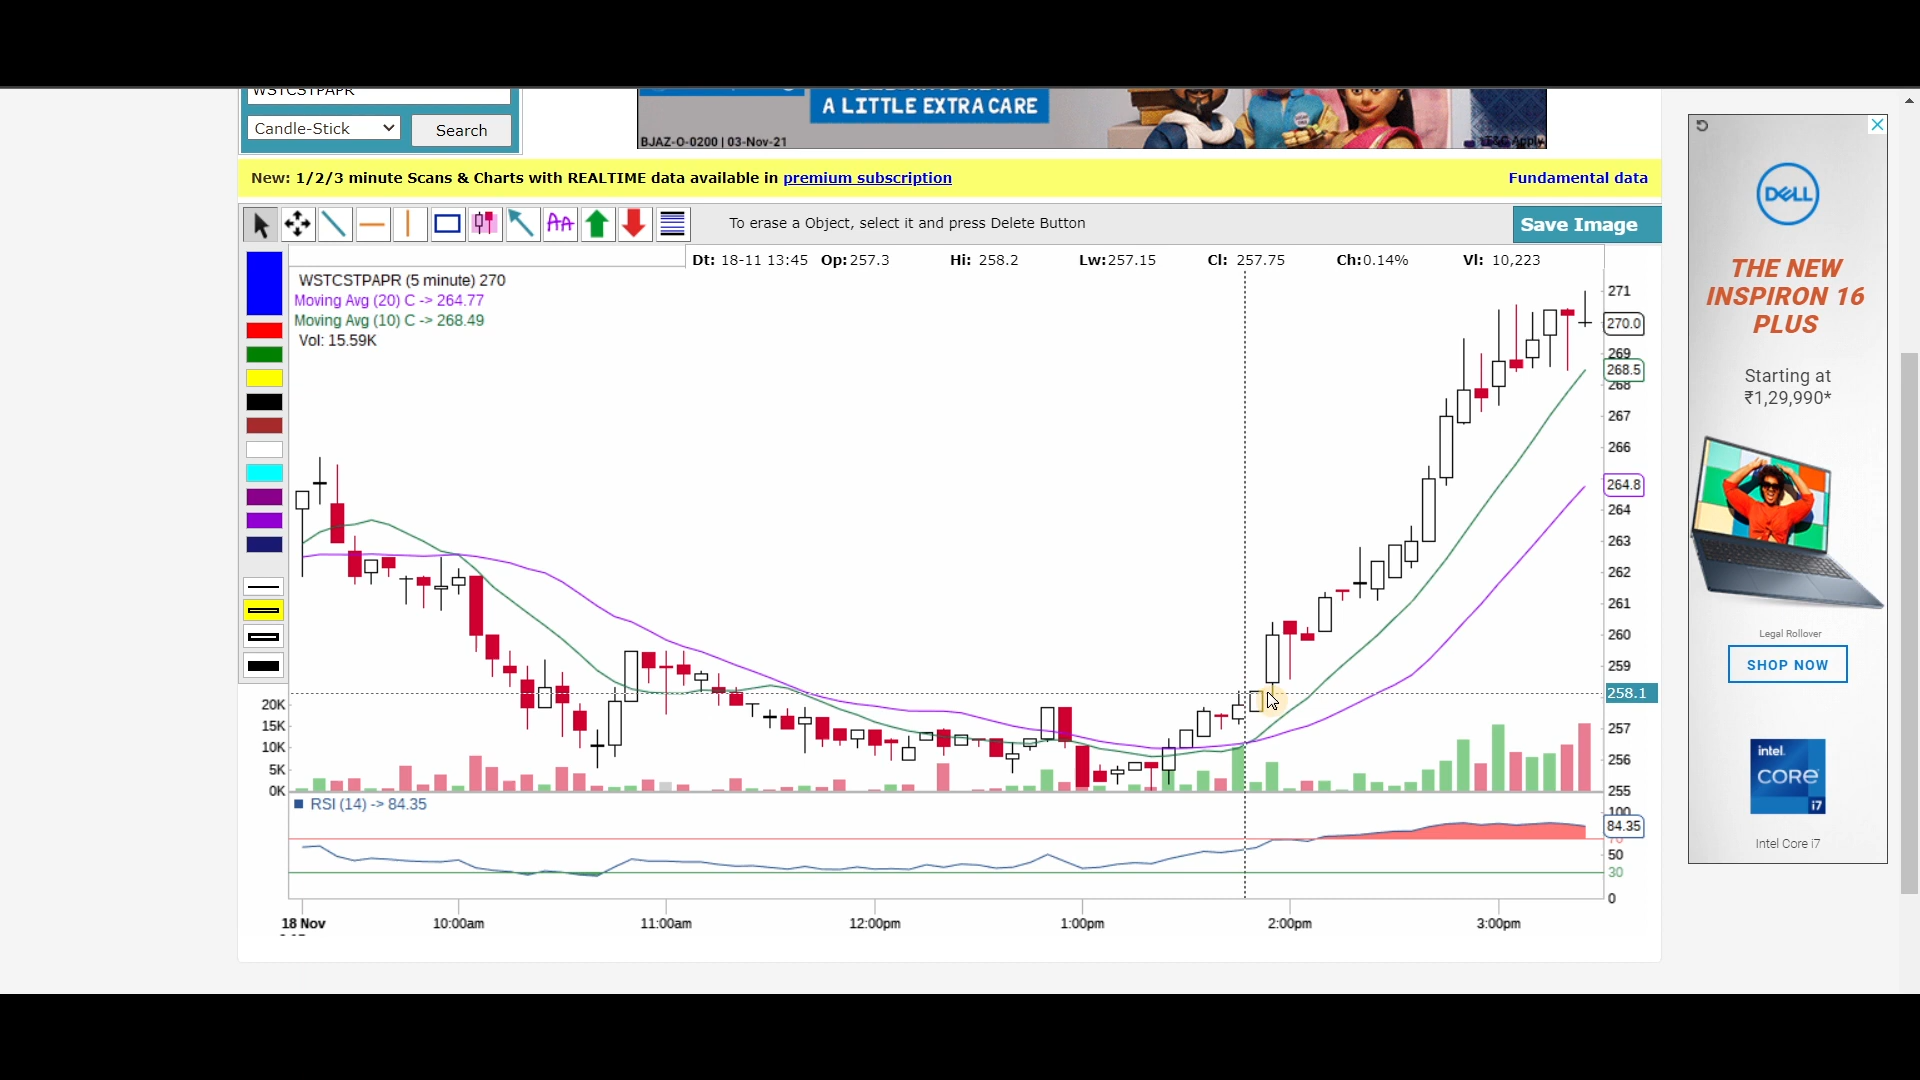 WSTCSTPAPR
Candle-Stick
Search
A LITTLE EXTRA CARE
BJAZ-O-0200 | 03-Nov-21
T&C Apply
New: 1/2/3 minute Scans & Charts with REALTIME data available in premium subscription
Fundamental data
AA
To erase a Object, select it and press Delete Button
Save Image
Dt: 18-11 13:45 Op:257.3 Hi: 258.2 Lw:257.15 Cl: 257.75 Ch:0.14% Vl: 10,223
WSTCSTPAPR (5 minute) 270
Moving Avg (20) C -> 264.77
Moving Avg (10) C -> 268.49
Vol: 15.59K
271
270.0
269
268.5
268
267
266
264.8
264
263
262
261
260
259
258.1
257
256
255
20K
15K
10K
5K
0K
RSI (14) -> 84.35
100
84.35
70
50
30
0
18 Nov
10:00am
11:00am
12:00pm
1:00pm
2:00pm
3:00pm
DELL
THE NEW
INSPIRON 16
PLUS
Starting at
₹1,29,990*
Legal Rollover
SHOP NOW
intel.
CORE
i7
Intel Core i7